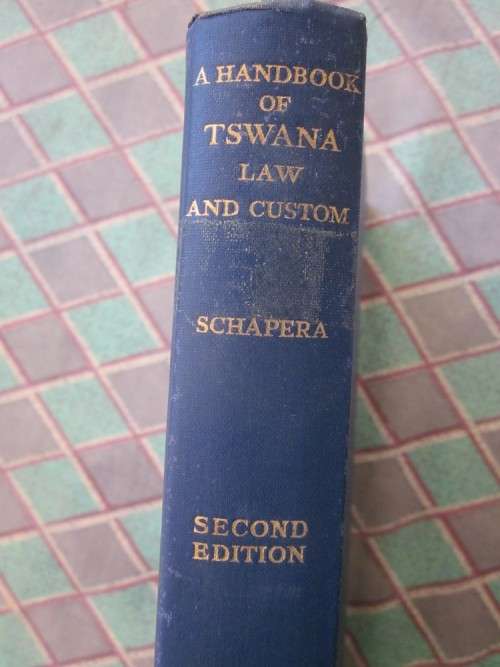 A HANDBOOK
OF
TSWANA
LAW
AND CUSTOM
SCHAPERA
SECOND
EDITION